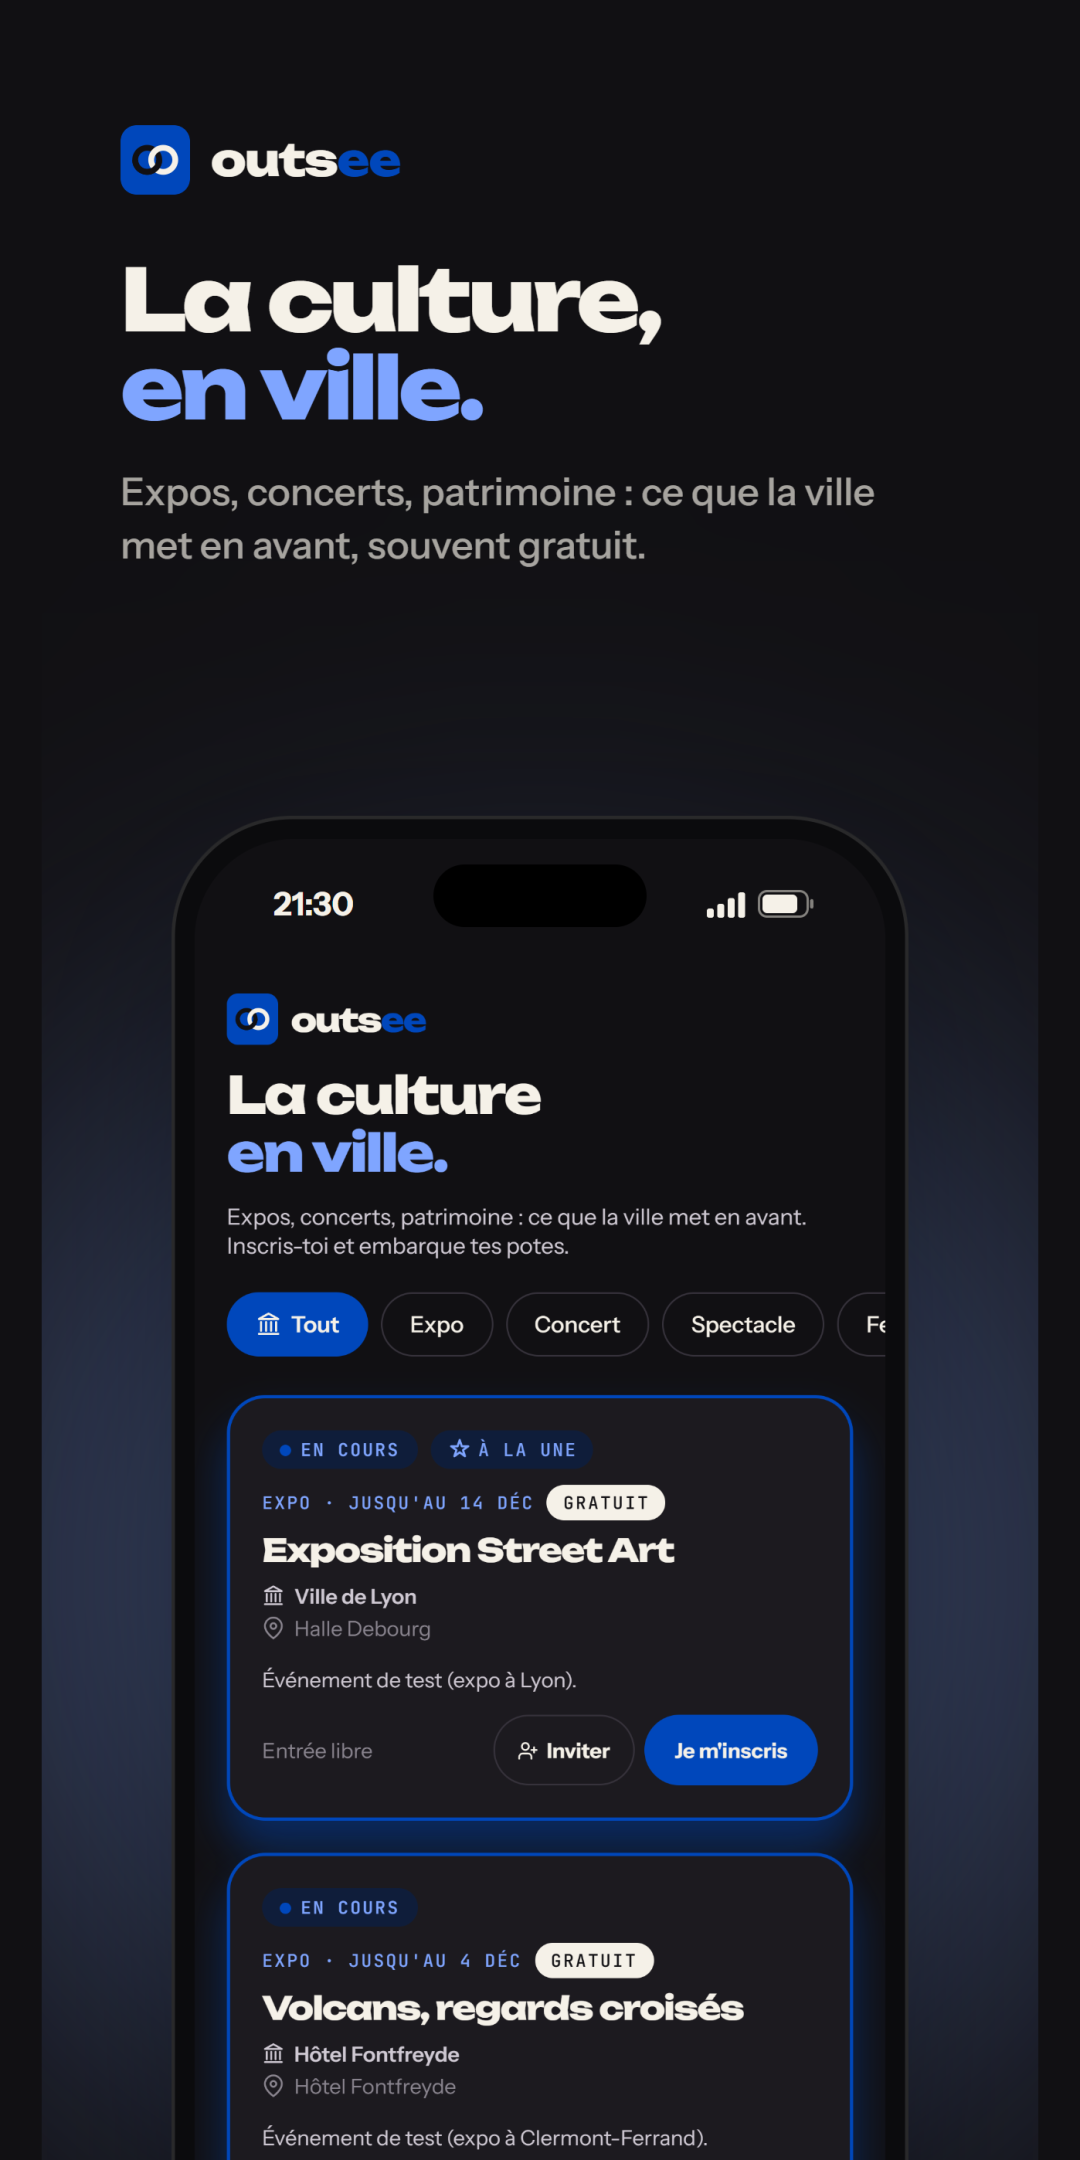 outsee
La culture,
en ville.
Expos, concerts, patrimoine : ce que la ville
met en avant, souvent gratuit.
21:30
outsee
La culture
en ville.
Expos, concerts, patrimoine : ce que la ville met en avant.
Inscris-toi et embarque tes potes.
Tout Expo Concert Spectacle Fe
EN COURS À LA UNE
EXPO · JUSQU'AU 14 DÉC GRATUIT
Exposition Street Art
Ville de Lyon
Halle Debourg
Événement de test (expo à Lyon).
Entrée libre Inviter Je m'inscris
EN COURS
EXPO · JUSQU'AU 4 DÉC GRATUIT
Volcans, regards croisés
Hôtel Fontfreyde
Hôtel Fontfreyde
Événement de test (expo à Clermont-Ferrand).